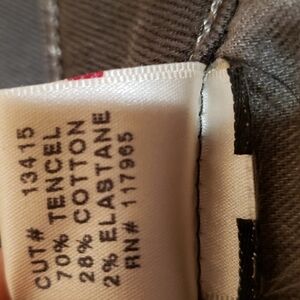 CUT# 13415
70% TENCEL
28% COTTON
2% ELASTANE
RN# 117965